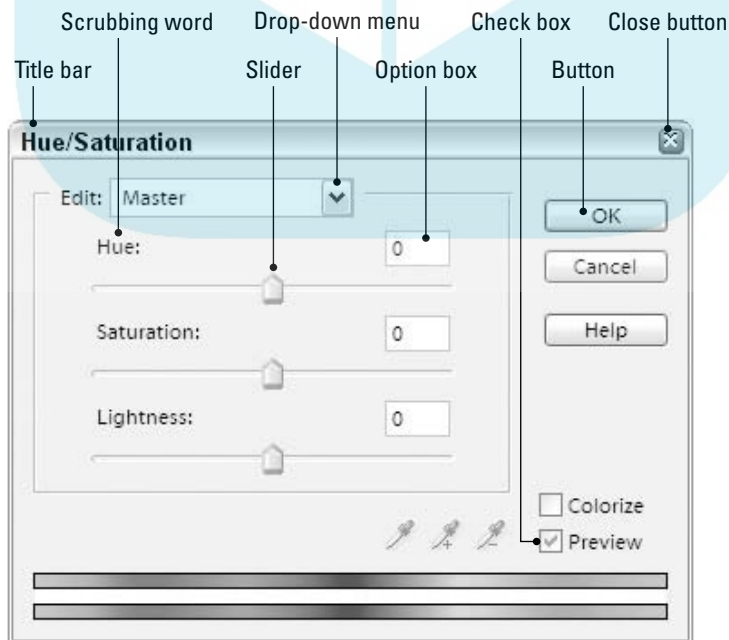 Scrubbing word Drop-down menu Check box Close button
Title bar Slider Option box Button
Hue/Saturation
Edit: Master
OK
Hue: 0
Cancel
Saturation: 0
Help
Lightness: 0
Colorize
Preview